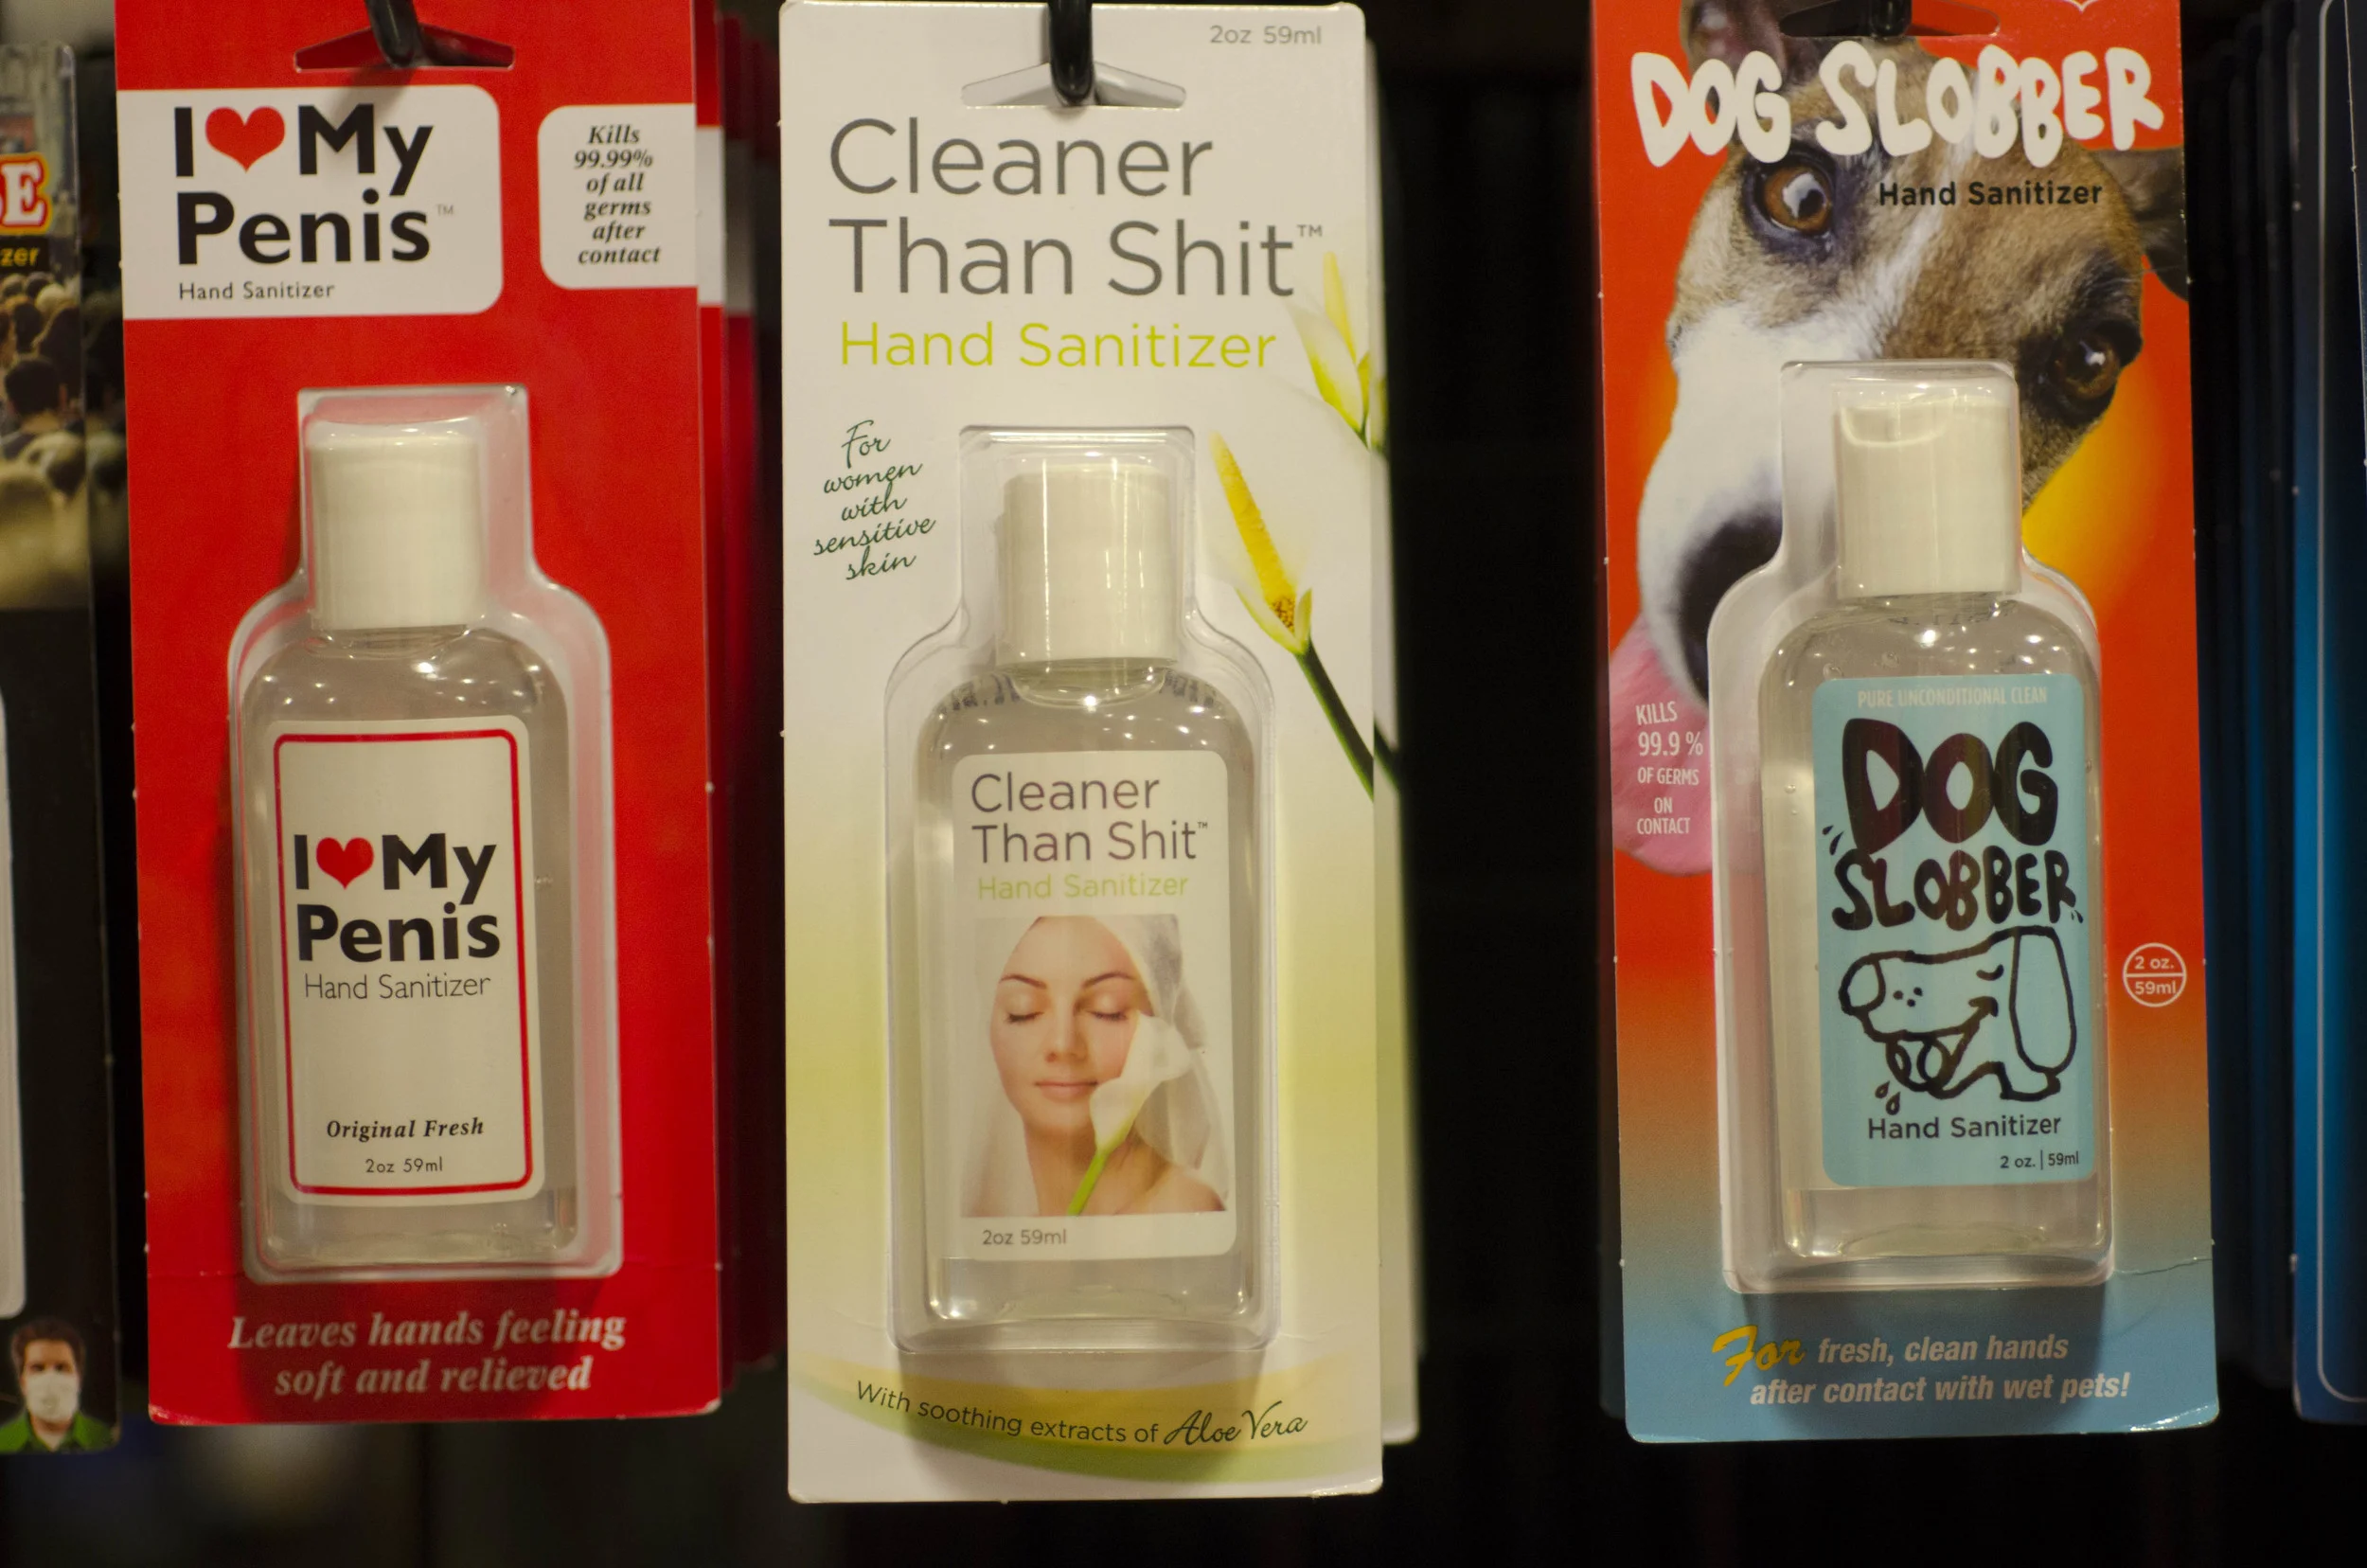 E
zer
I ❤ My
Penis™
Hand Sanitizer
Kills
99.99%
of all
germs
after
contact
I ❤ My
Penis
Hand Sanitizer
Original Fresh
2oz 59ml
Leaves hands feeling
soft and relieved
2oz 59ml
Cleaner
Than Shit™
Hand Sanitizer
For
women
with
sensitive
skin
Cleaner
Than Shit™
Hand Sanitizer
2oz 59ml
With soothing extracts of Aloe Vera
DOG SLOBBER
Hand Sanitizer
KILLS
99.9 %
OF GERMS
ON
CONTACT
PURE UNCONDITIONAL CLEAN
DOG
SLOBBER
Hand Sanitizer
2 oz. | 59ml
2 oz.
59ml
For fresh, clean hands
after contact with wet pets!